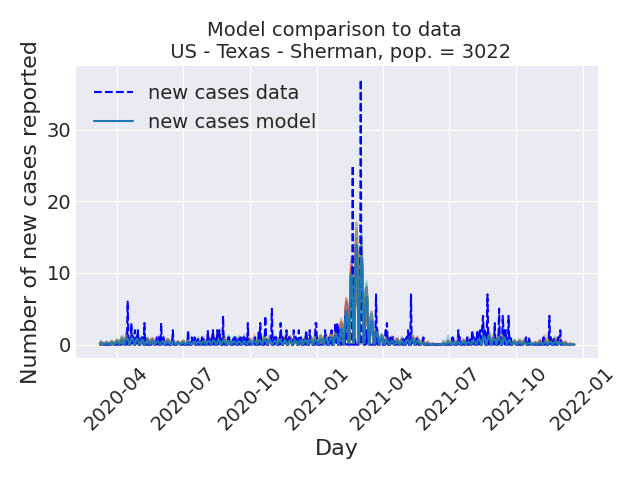 Model comparison to data
US - Texas - Sherman, pop. = 3022
Number of new cases reported
new cases data
new cases model
30
20
10
0
2020-04
2020-07
2020-10
2021-01
2021-04
2021-07
2021-10
2022-01
Day